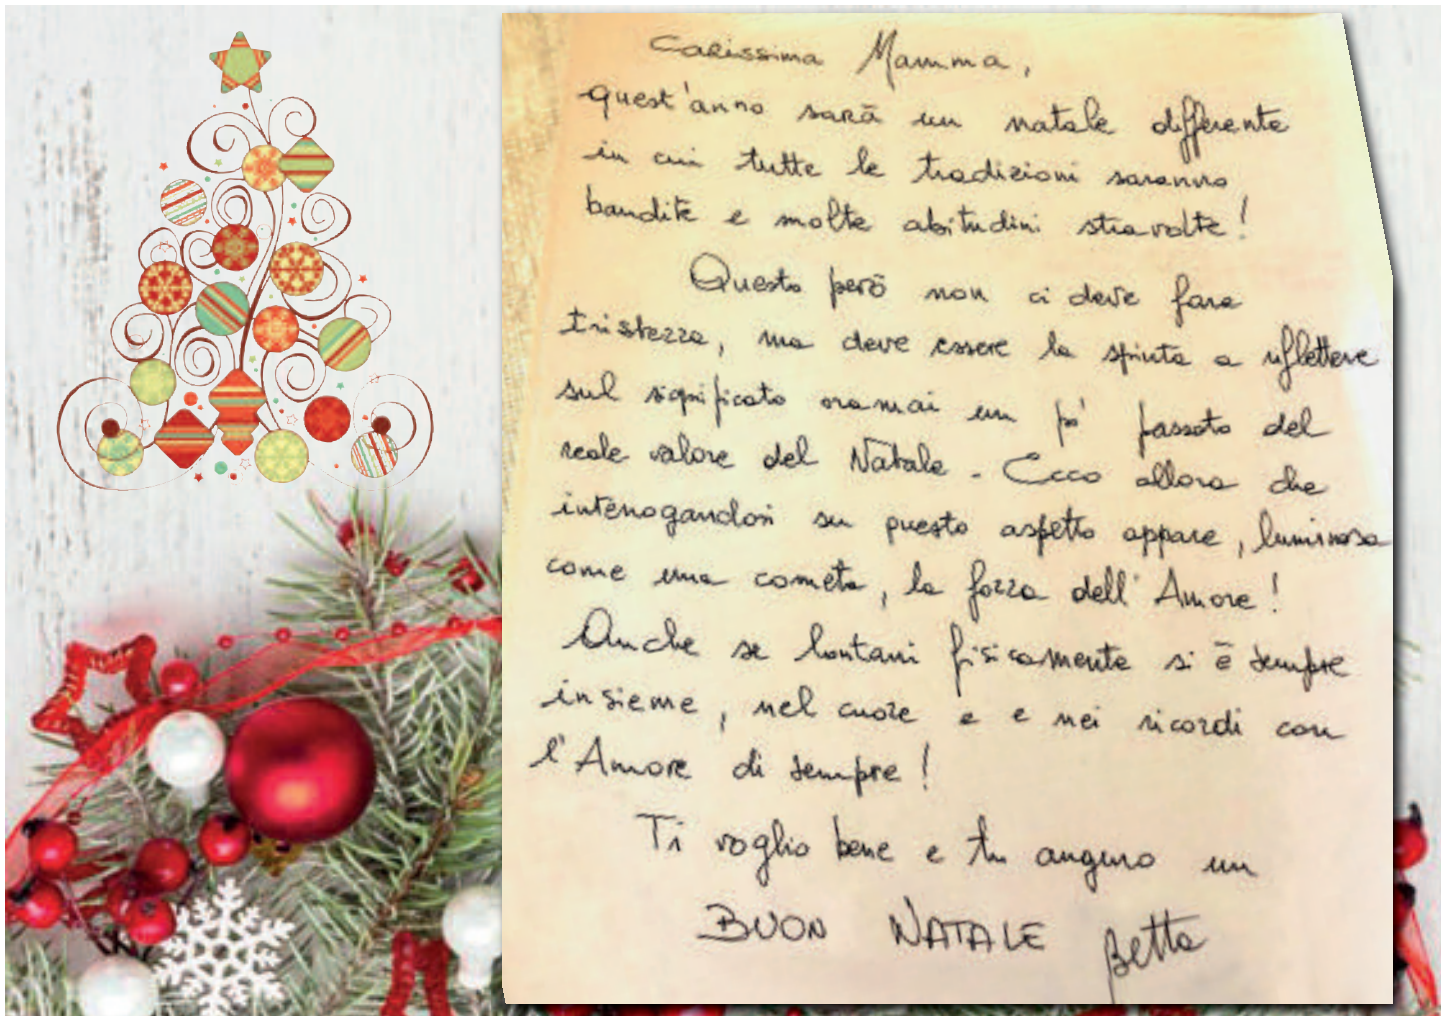 Carissima Mamma,
quest'anno sarà un natale differente
in cui tutte le tradizioni saranno
bandite e molte abitudini stravolte!
Questo però non ci deve fare
tristezza, ma deve essere la spinta a riflettere
sul significato oramai un po' passato del
reale valore del Natale. Ecco allora che
interrogandosi su questo aspetto appare, luminosa
come una cometa, la forza dell'Amore!
Anche se lontani fisicamente si è sempre
insieme, nel cuore e e nei ricordi con
l'Amore di sempre!
Ti voglio bene e auguro un
BUON NATALE Betta